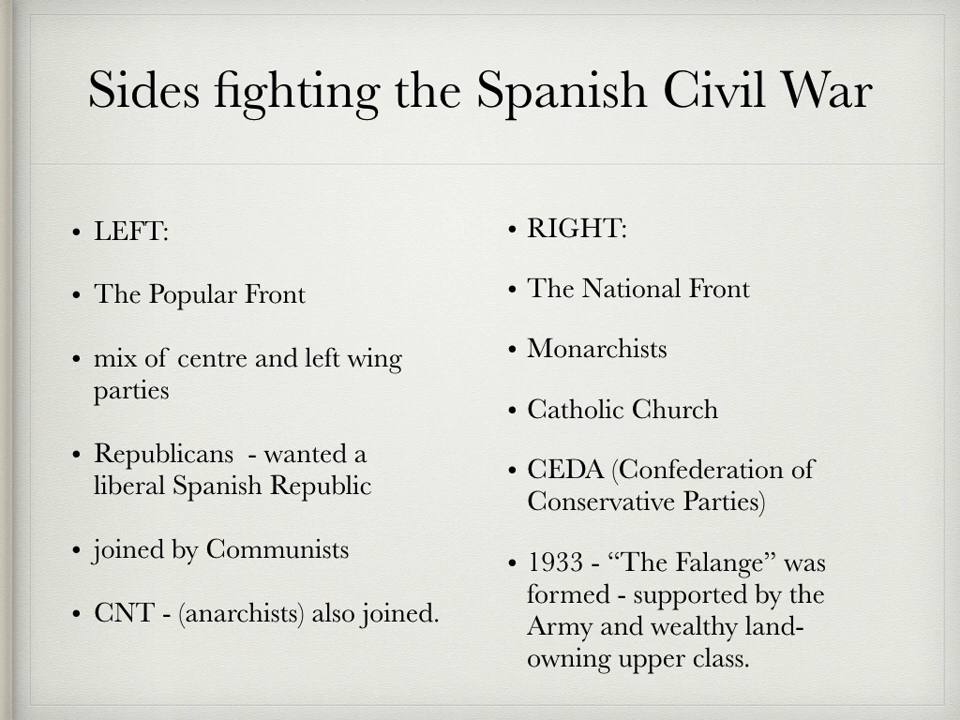 Sides fighting the Spanish Civil War
• LEFT:
• The Popular Front
• mix of centre and left wing
parties
• Republicans - wanted a
liberal Spanish Republic
• joined by Communists
• CNT - (anarchists) also joined.
• RIGHT:
• The National Front
• Monarchists
• Catholic Church
• CEDA (Confederation of
Conservative Parties)
• 1933 - “The Falange” was
formed - supported by the
Army and wealthy land-
owning upper class.